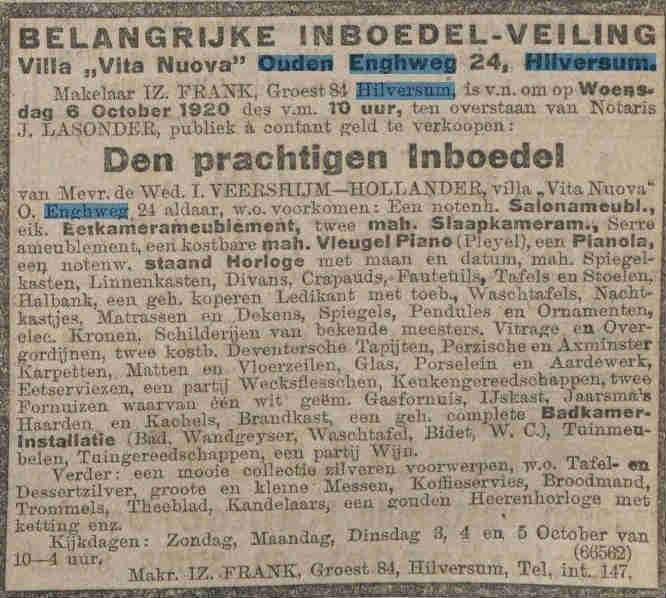 BELANGRIJKE INBOEDEL-VEILING
Villa „Vita Nuova” Ouden Enghweg 24, Hilversum.
Makelaar IZ. FRANK, Groest 84 Hilversum, is v.n. om op Woens-
dag 6 October 1920 des v.m. 10 uur, ten overstaan van Notaris
J. LASONDER, publiek à contant geld te verkoopen:
Den prachtigen Inboedel
van Mevr. de Wed. I. VEERSHIJM—HOLLANDER, villa „Vita Nuova”
O. Enghweg 24 aldaar, w.o. voorkomen: Een notenh. Salonameubl.,
eik. Eetkamerameublement, twee mah. Slaapkameram., Serre
ameublement, een kostbare mah. Vleugel Piano (Pleyel), een Pianola,
een notenw. staand Horloge met maan en datum, mah. Spiegel-
kasten, Linnenkasten, Divans, Crapauds, Fauteuils, Tafels en Stoelen,
Halbank, een geh. koperen Ledikant met toeb., Waschtafels, Nacht-
kastjes, Matrassen en Dekens, Spiegels, Pendules en Ornamenten,
elec. Kronen, Schilderijen van bekende meesters. Vitrage en Over-
gordijnen, twee kostb. Deventersche Tapijten, Perzische en Axminster
Karpetten, Matten en Vloerzeilen, Glas, Porselein en Aardewerk,
Eetserviezen, een partij Wecksflesschen, Keukengereedschappen, twee
Fornuizen waarvan één wit geëm. Gasfornuis, IJskast, Jaarsma's
Haarden en Kachels, Brandkast, een geh. complete Badkamer-
Installatie (Bad, Wandgeyser, Waschtafel, Bidet, W. C.), Tuinmeu-
belen, Tuingereedschappen, een partij Wijn.
Verder: een mooie collectie zilveren voorwerpen, w.o. Tafel- en
Dessertzilver, groote en kleine Messen, Koffieservies, Broodmand,
Trommels, Theeblad, Kandelaars, een gouden Heerenhorloge met
ketting enz.
Kijkdagen: Zondag, Maandag, Dinsdag 3, 4 en 5 October van
10—4 uur. (66562)
Makr. IZ. FRANK, Groest 84, Hilversum, Tel. int. 147.